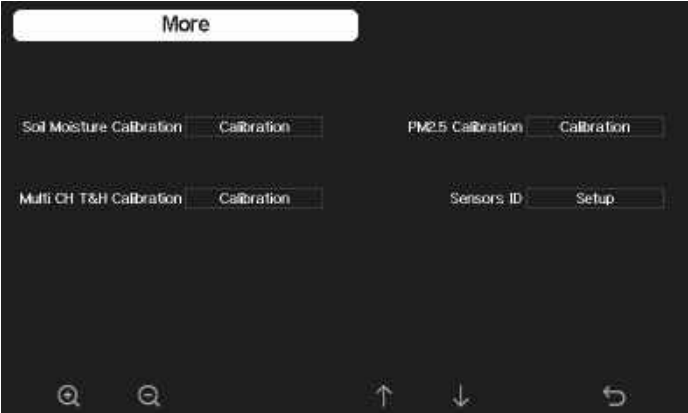 More
Soil Moisture Calibration Calibration PM2.5 Calibration Calibration
Multi CH T&H Calibration Calibration Sensors ID Setup